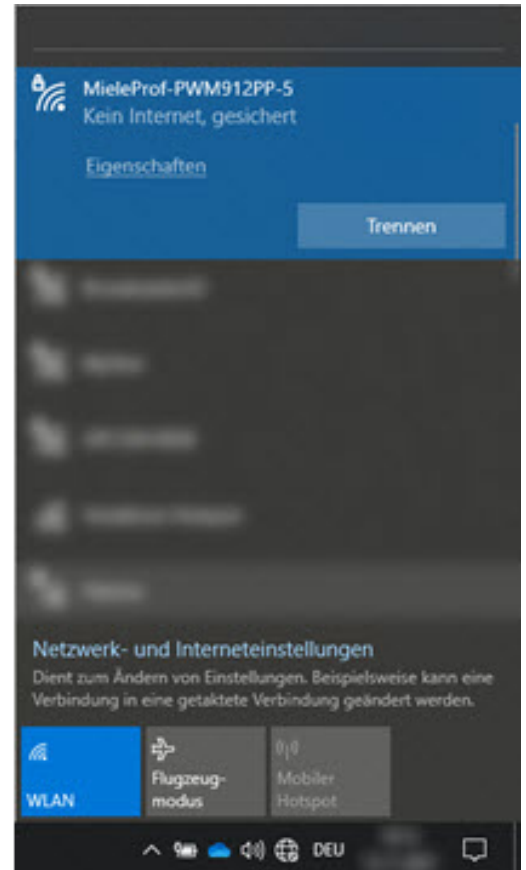 MieleProf-PWM912PP-5
Kein Internet, gesichert
Eigenschaften
Trennen
Netzwerk- und Interneteinstellungen
Dient zum Ändern von Einstellungen. Beispielsweise kann eine
Verbindung in eine getaktete Verbindung geändert werden.
WLAN
Flugzeug-
modus
Mobiler
Hotspot
DEU